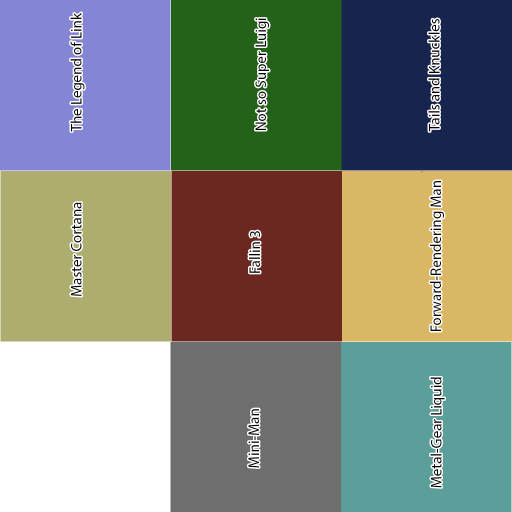 The Legend of Link
Not so Super Luigi
Tails and Knuckles
Master Cortana
Fallin 3
Forward-Rendering Man
Mini-Man
Metal-Gear Liquid